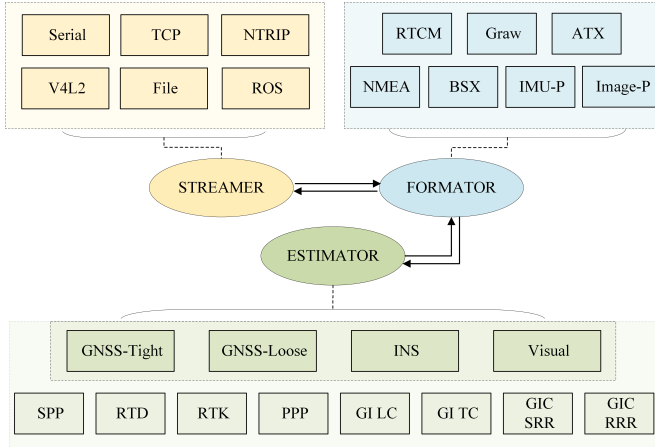 Serial TCP NTRIP
V4L2 File ROS
RTCM Graw ATX
NMEA BSX IMU-P Image-P
STREAMER FORMATOR
ESTIMATOR
GNSS-Tight GNSS-Loose INS Visual
SPP RTD RTK PPP GI LC GI TC GIC SRR GIC RRR